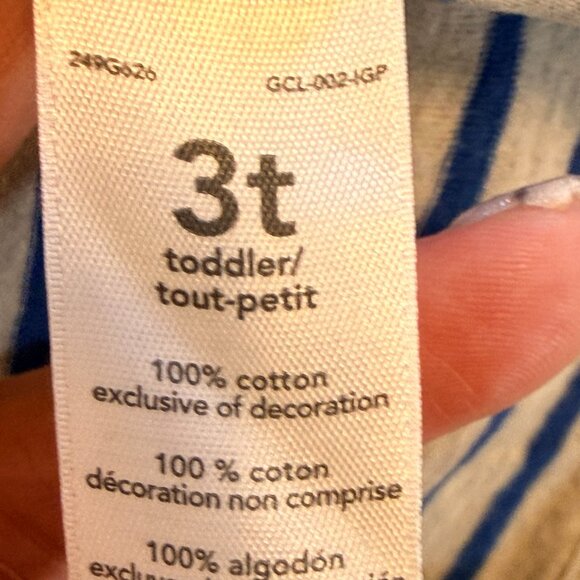 249G626
GCL-002-IGP
3t
toddler/
tout-petit
100% cotton
exclusive of decoration
100 % coton
décoration non comprise
100% algodón